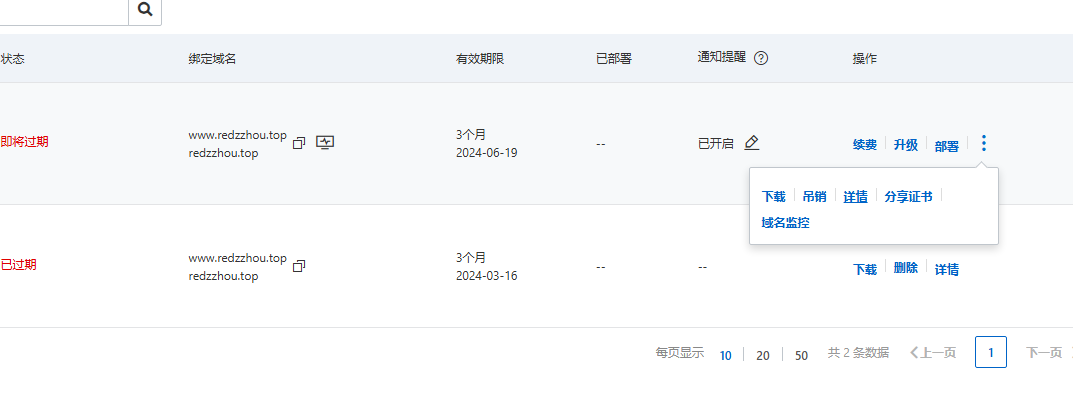 状态 绑定域名 有效期限 已部署 通知提醒 操作
即将过期 www.redzzhou.top 3个月 -- 已开启 续费 升级 部署
redzzhou.top 2024-06-19
下载 吊销 详情 分享证书
域名监控
已过期 www.redzzhou.top 3个月 -- -- 下载 删除 详情
redzzhou.top 2024-03-16
每页显示 10 20 50 共 2 条数据 上一页 1 下一页